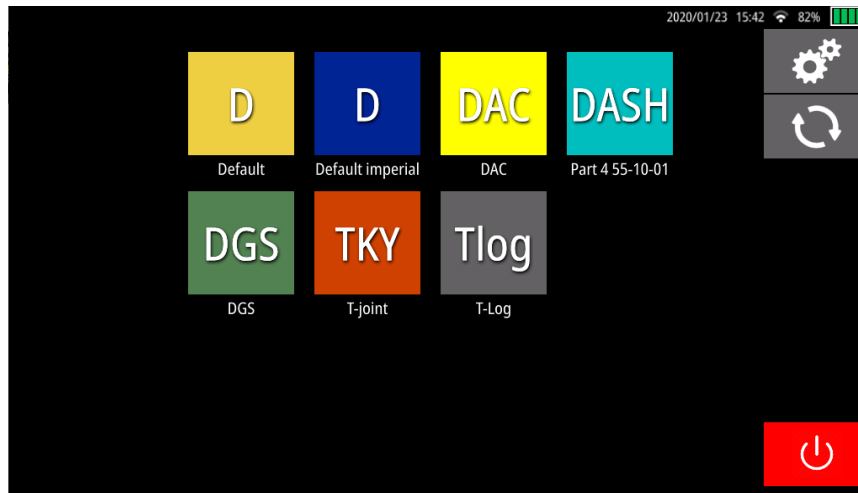 2020/01/23 15:42 82%
D D DAC DASH
Default Default imperial DAC Part 4 55-10-01
DGS TKY Tlog
DGS T-joint T-Log